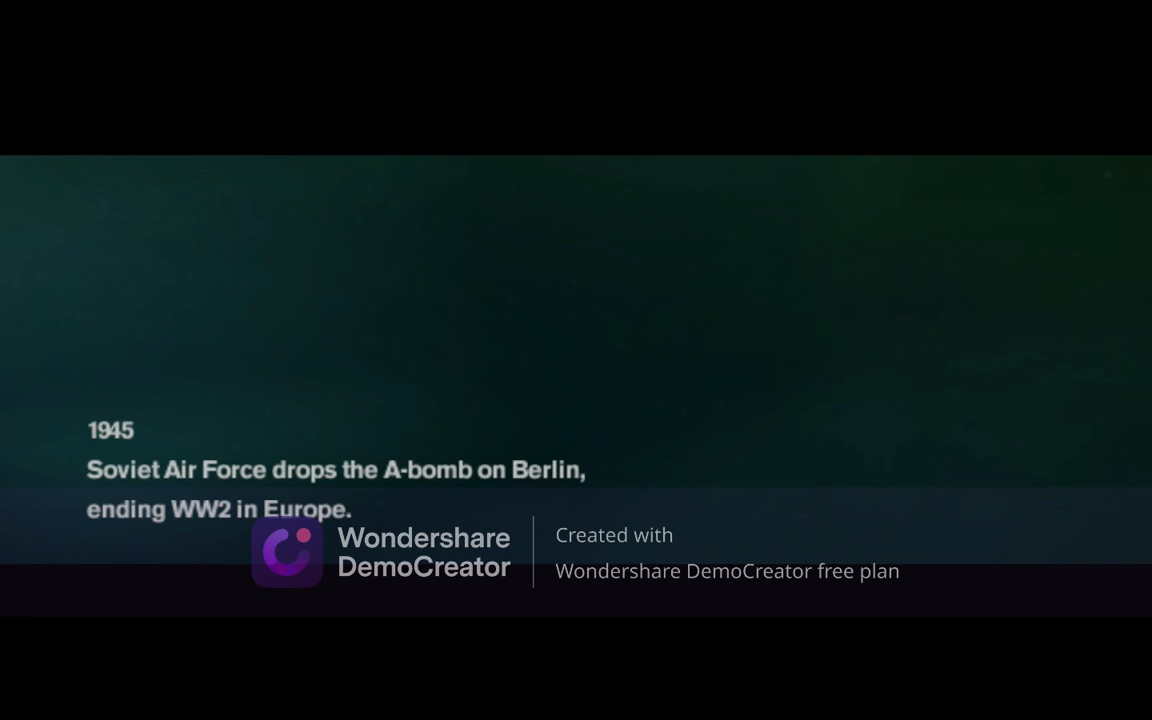 1945
Soviet Air Force drops the A-bomb on Berlin,
ending WW2 in Europe.
Wondershare
DemoCreator
Created with
Wondershare DemoCreator free plan